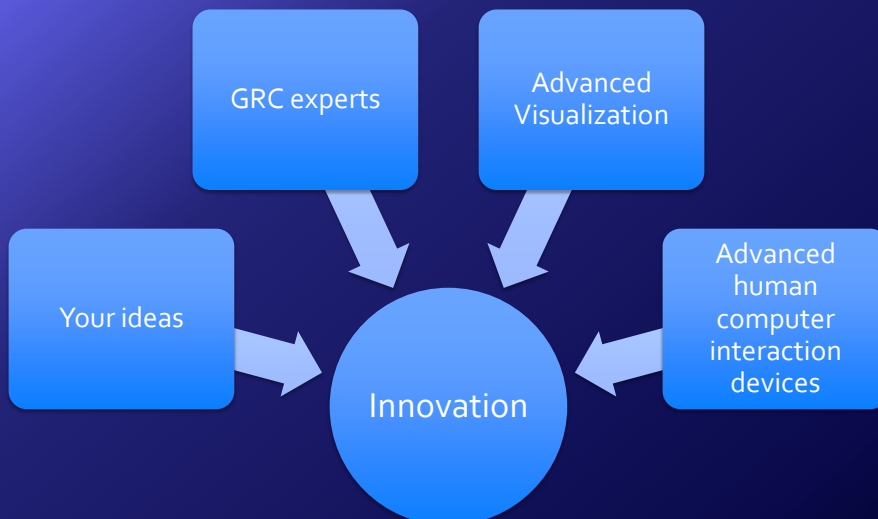 GRC experts
Advanced
Visualization
Your ideas
Advanced
human
computer
interaction
devices
Innovation